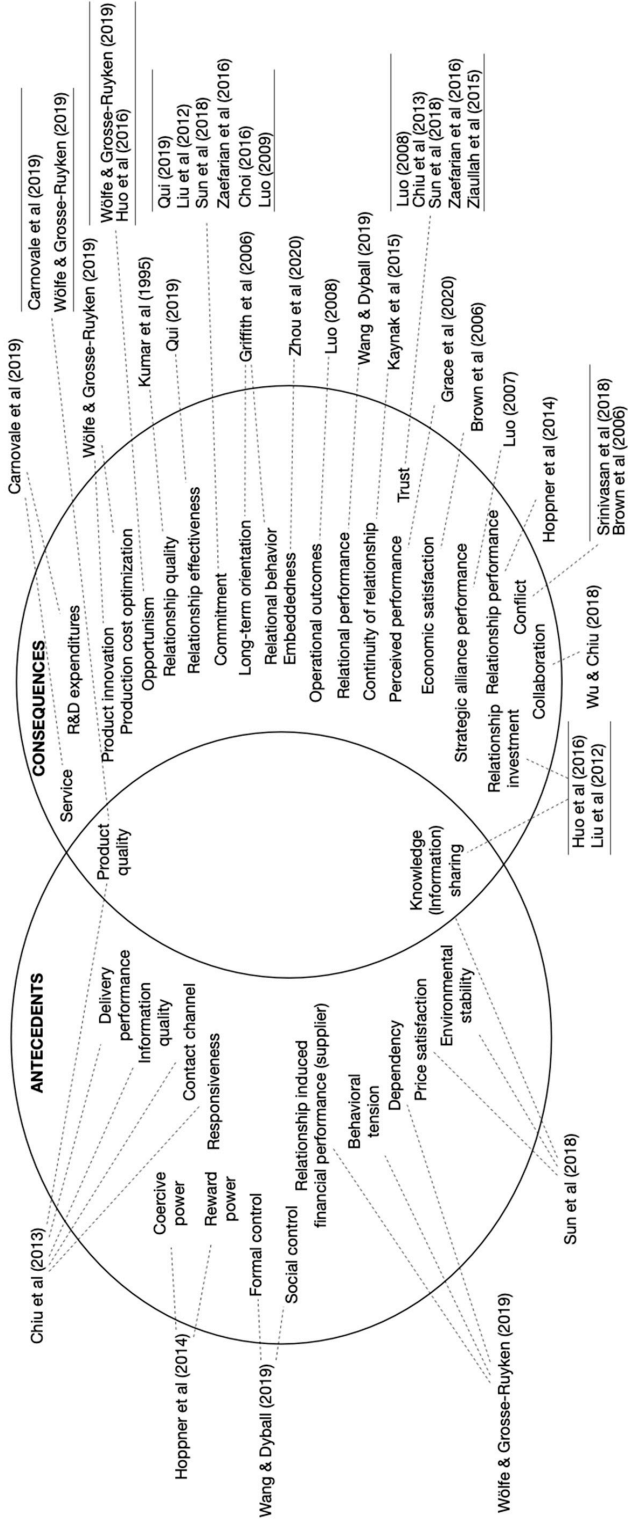 ANTECEDENTS
CONSEQUENCES
Chiu et al (2013)
Hoppner et al (2014)
Wang & Dyball (2019)
Wölfe & Grosse-Ruyken (2019)
Sun et al (2018)
Delivery
performance
Information
quality
Contact channel
Responsiveness
Coercive
power
Reward
power
Formal control
Social control
Relationship induced
financial performance (supplier)
Behavioral
tension
Dependency
Price satisfaction
Environmental
stability
Product
quality
Knowledge
(Information)
sharing
Service
R&D expenditures
Product innovation
Production cost optimization
Opportunism
Relationship quality
Relationship effectiveness
Commitment
Long-term orientation
Relational behavior
Embeddedness
Operational outcomes
Relational performance
Continuity of relationship
Perceived performance
Trust
Economic satisfaction
Strategic alliance performance
Relationship performance
Relationship
investment
Conflict
Collaboration
Carnovale et al (2019)
Carnovale et al (2019)
Wölfe & Grosse-Ruyken (2019)
Wölfe & Grosse-Ruyken (2019)
Wölfe & Grosse-Ruyken (2019)
Huo et al (2016)
Kumar et al (1995)
Qui (2019)
Qui (2019)
Liu et al (2012)
Sun et al (2018)
Zaefarian et al (2016)
Choi (2016)
Luo (2009)
Griffith et al (2006)
Zhou et al (2020)
Luo (2008)
Wang & Dyball (2019)
Kaynak et al (2015)
Luo (2008)
Chiu et al (2013)
Sun et al (2018)
Zaefarian et al (2016)
Ziaullah et al (2015)
Grace et al (2020)
Brown et al (2006)
Luo (2007)
Hoppner et al (2014)
Srinivasan et al (2018)
Brown et al (2006)
Wu & Chiu (2018)
Huo et al (2016)
Liu et al (2012)